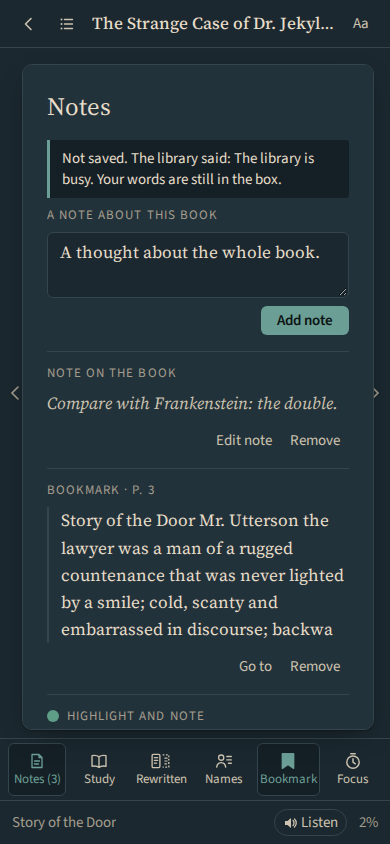 The Strange Case of Dr. Jekyl...
Aa
Notes
Not saved. The library said: The library is
busy. Your words are still in the box.
A NOTE ABOUT THIS BOOK
A thought about the whole book.
Add note
NOTE ON THE BOOK
Compare with Frankenstein: the double.
Edit note Remove
BOOKMARK · P. 3
Story of the Door Mr. Utterson the
lawyer was a man of a rugged
countenance that was never lighted
by a smile; cold, scanty and
embarrassed in discourse; backwa
Go to Remove
HIGHLIGHT AND NOTE
Notes (3) Study Rewritten Names Bookmark Focus
Story of the Door Listen 2%